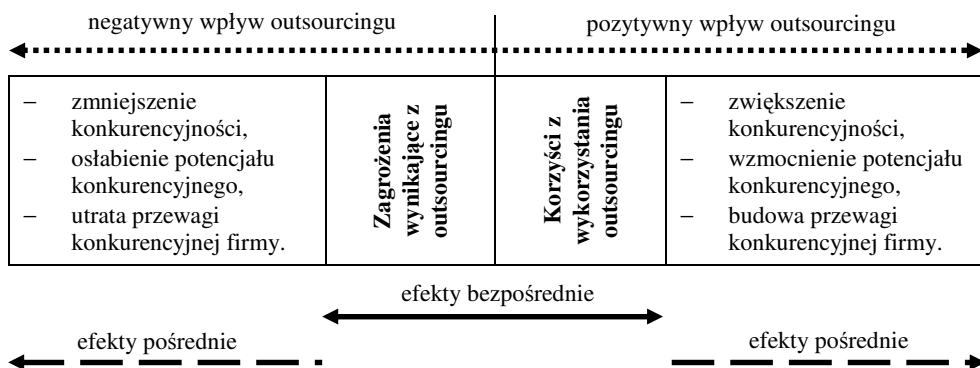 negatywny wpływ outsourcingu
pozytywny wpływ outsourcingu
– zmniejszenie
konkurencyjności,
– osłabienie potencjału
konkurencyjnego,
– utrata przewagi
konkurencyjnej firmy.
Zagrożenia
wynikające z
outsourcingu
Korzyści z
wykorzystania
outsourcingu
– zwiększenie
konkurencyjności,
– wzmocnienie potencjału
konkurencyjnego,
– budowa przewagi
konkurencyjnej firmy.
efekty bezpośrednie
efekty pośrednie
efekty pośrednie